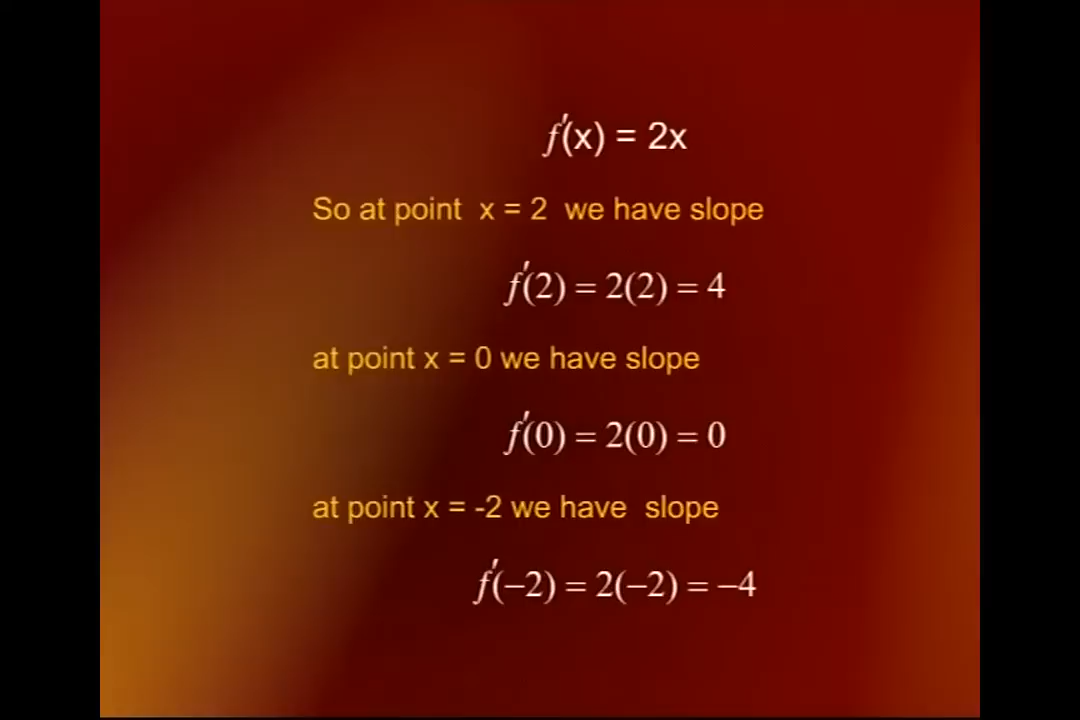 f'(x) = 2x
So at point x = 2 we have slope
f'(2) = 2(2) = 4
at point x = 0 we have slope
f'(0) = 2(0) = 0
at point x = -2 we have slope
f'(−2) = 2(−2) = −4